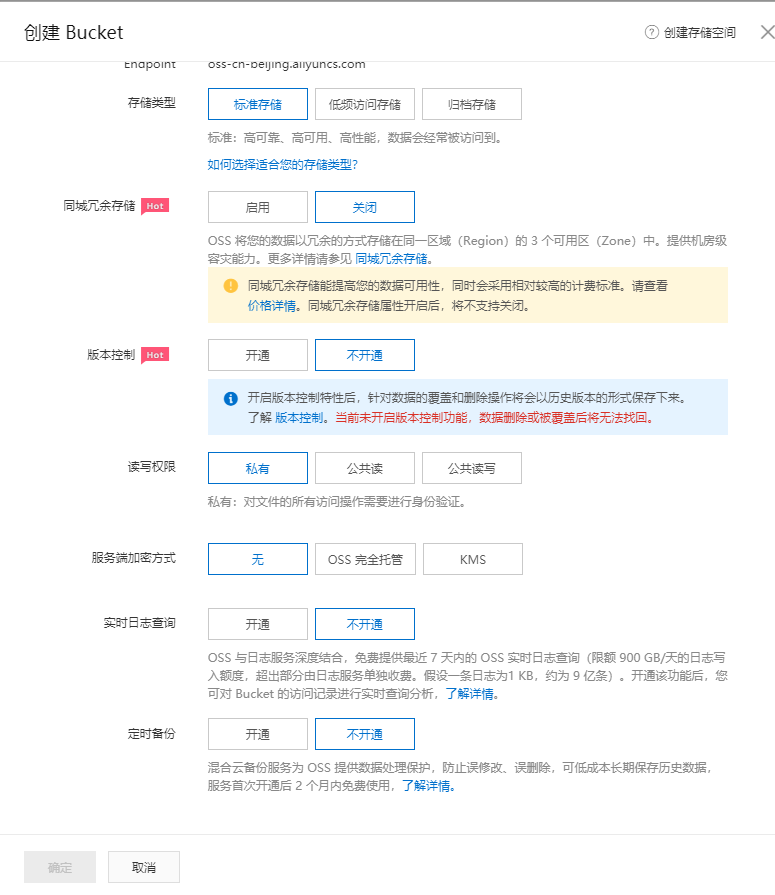 创建 Bucket
? 创建存储空间
Endpoint oss-cn-beijing.aliyuncs.com
存储类型 标准存储 低频访问存储 归档存储
标准：高可靠、高可用、高性能，数据会经常被访问到。
如何选择适合您的存储类型？
同城冗余存储 Hot 启用 关闭
OSS 将您的数据以冗余的方式存储在同一区域（Region）的 3 个可用区（Zone）中。提供机房级
容灾能力。更多详情请参见 同城冗余存储。
同城冗余存储能提高您的数据可用性，同时会采用相对较高的计费标准。请查看
价格详情。同城冗余存储属性开启后，将不支持关闭。
版本控制 Hot 开通 不开通
开启版本控制特性后，针对数据的覆盖和删除操作将会以历史版本的形式保存下来。
了解 版本控制。当前未开启版本控制功能，数据删除或被覆盖后将无法找回。
读写权限 私有 公共读 公共读写
私有：对文件的所有访问操作需要进行身份验证。
服务端加密方式 无 OSS 完全托管 KMS
实时日志查询 开通 不开通
OSS 与日志服务深度结合，免费提供最近 7 天内的 OSS 实时日志查询（限额 900 GB/天的日志写
入额度，超出部分由日志服务单独收费。假设一条日志为1 KB，约为 9 亿条）。开通该功能后，您
可对 Bucket 的访问记录进行实时查询分析，了解详情。
定时备份 开通 不开通
混合云备份服务为 OSS 提供数据处理保护，防止误修改、误删除，可低成本长期保存历史数据，
服务首次开通后 2 个月内免费使用，了解详情。
确定 取消